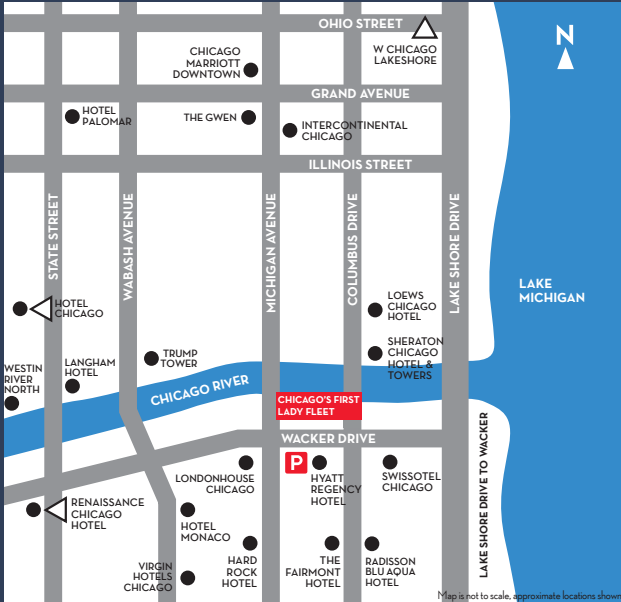 OHIO STREET
W CHICAGO
LAKESHORE
N
CHICAGO
MARRIOTT
DOWNTOWN
GRAND AVENUE
HOTEL
PALOMAR
THE GWEN
INTERCONTINENTAL
CHICAGO
ILLINOIS STREET
STATE STREET
WABASH AVENUE
MICHIGAN AVENUE
COLUMBUS DRIVE
LAKE SHORE DRIVE
LAKE
MICHIGAN
HOTEL
CHICAGO
LOEWS
CHICAGO
HOTEL
SHERATON
CHICAGO
HOTEL &
TOWERS
TRUMP
TOWER
LANGHAM
HOTEL
WESTIN
RIVER
NORTH
CHICAGO RIVER
CHICAGO'S FIRST
LADY FLEET
WACKER DRIVE
LAKE SHORE DRIVE TO WACKER
P
LONDONHOUSE
CHICAGO
HYATT
REGENCY
HOTEL
SWISSOTEL
CHICAGO
RENAISSANCE
CHICAGO
HOTEL
HOTEL
MONACO
VIRGIN
HOTELS
CHICAGO
HARD
ROCK
HOTEL
THE
FAIRMONT
HOTEL
RADISSON
BLU AQUA
HOTEL
Map is not to scale, approximate locations shown